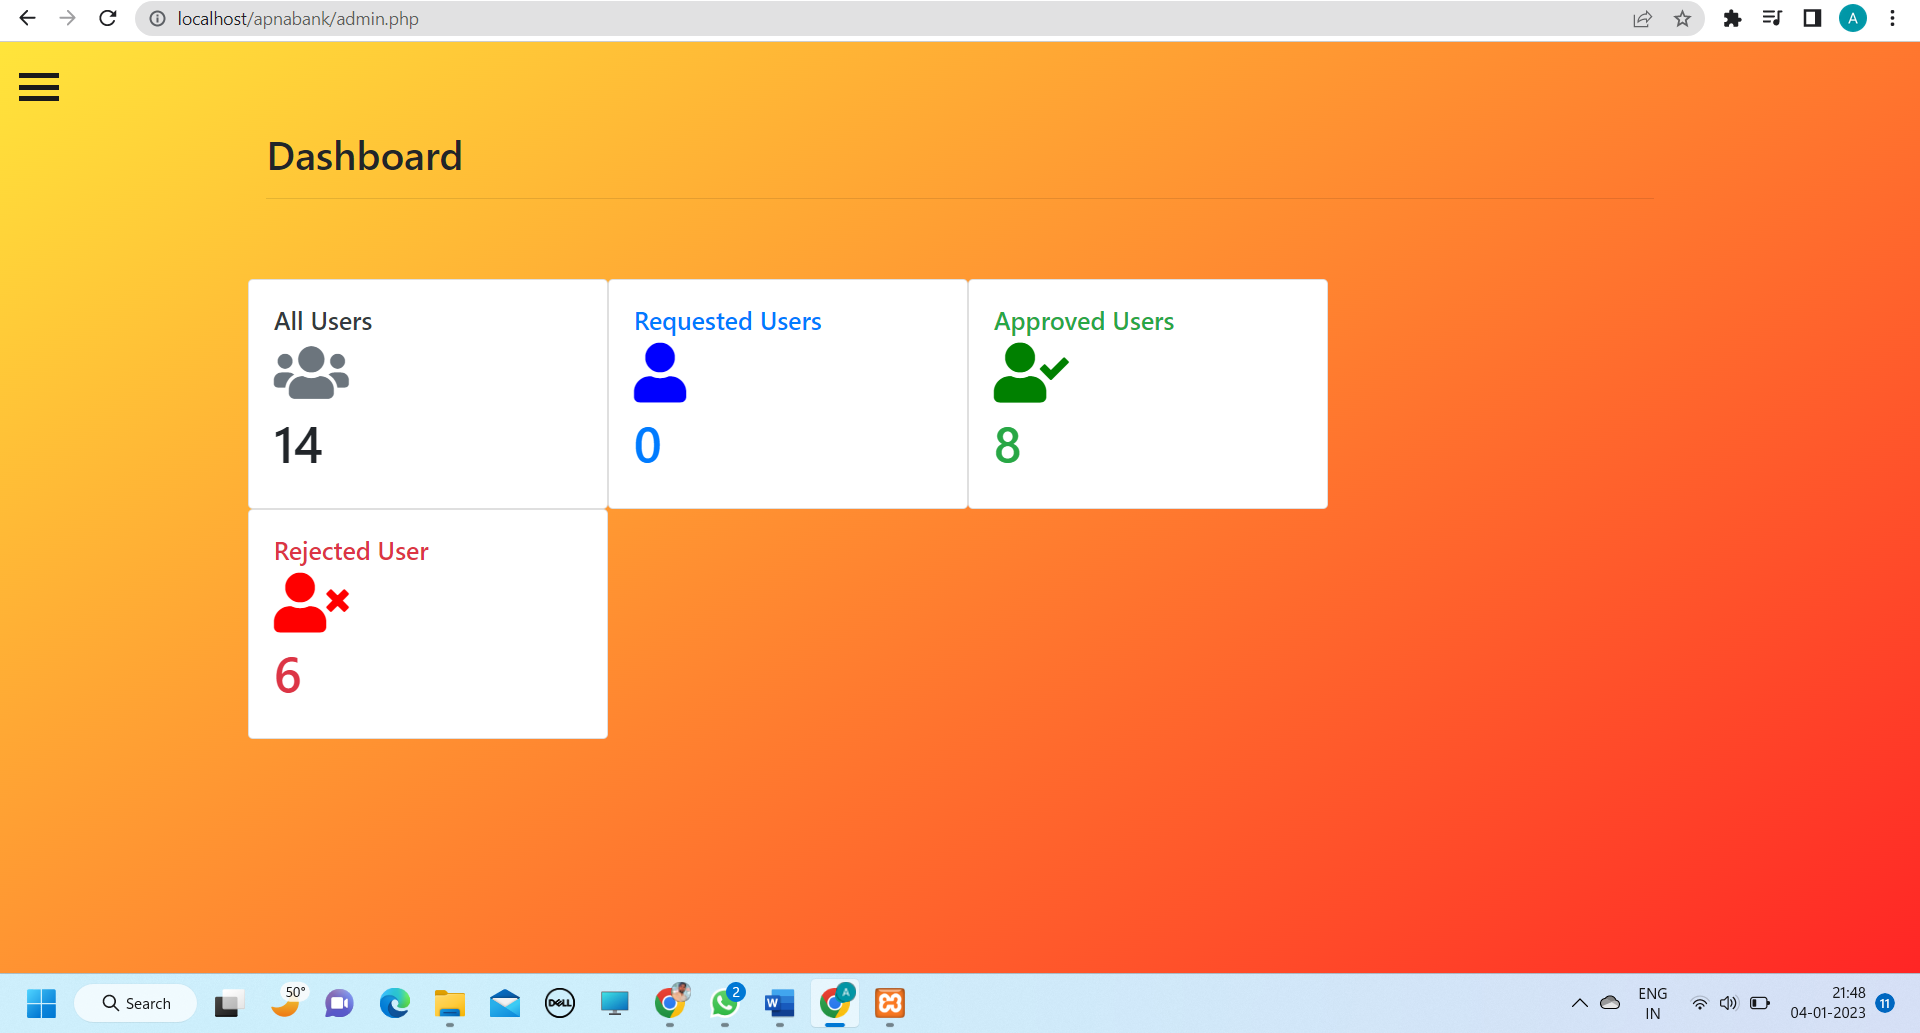 localhost/apnabank/admin.php
A
Dashboard
All Users
14
Requested Users
0
Approved Users
8
Rejected User
6
Search
50°
DELL
2
W
A
ENG
IN
21:48
04-01-2023
11